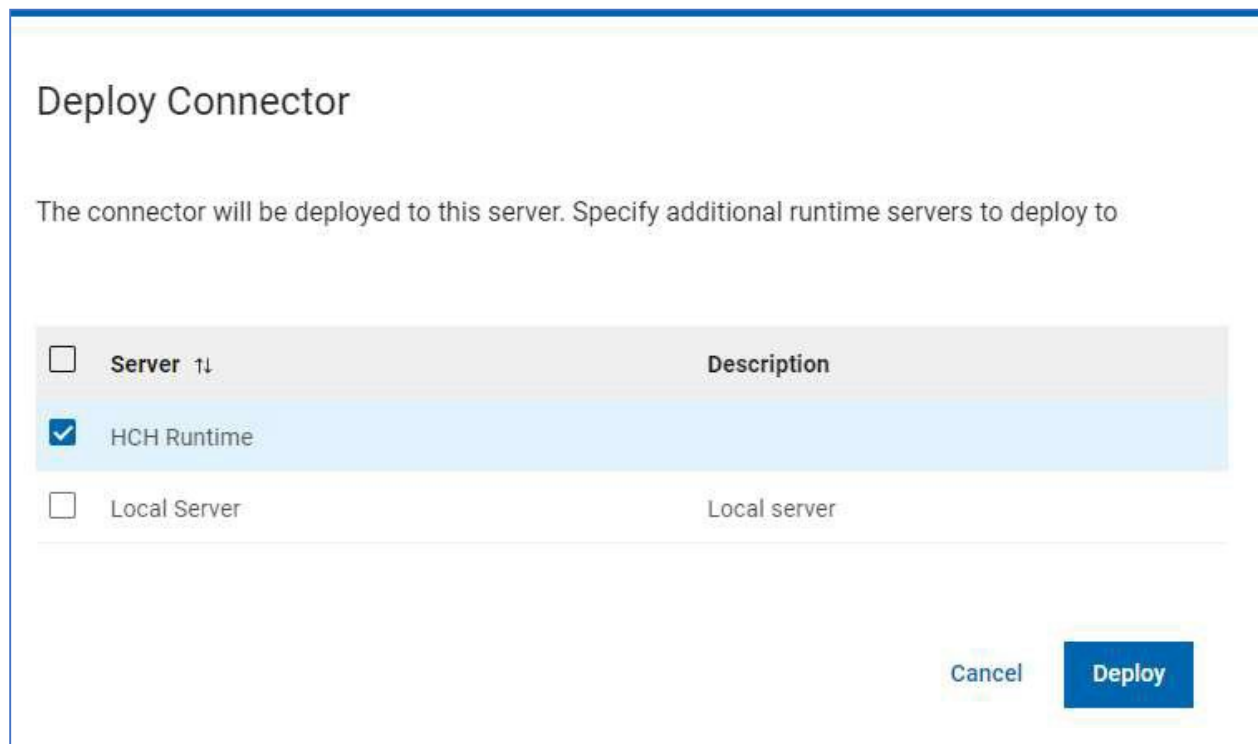 Deploy Connector
The connector will be deployed to this server. Specify additional runtime servers to deploy to
Server ↑↓ Description
HCH Runtime
Local Server Local server
Cancel Deploy